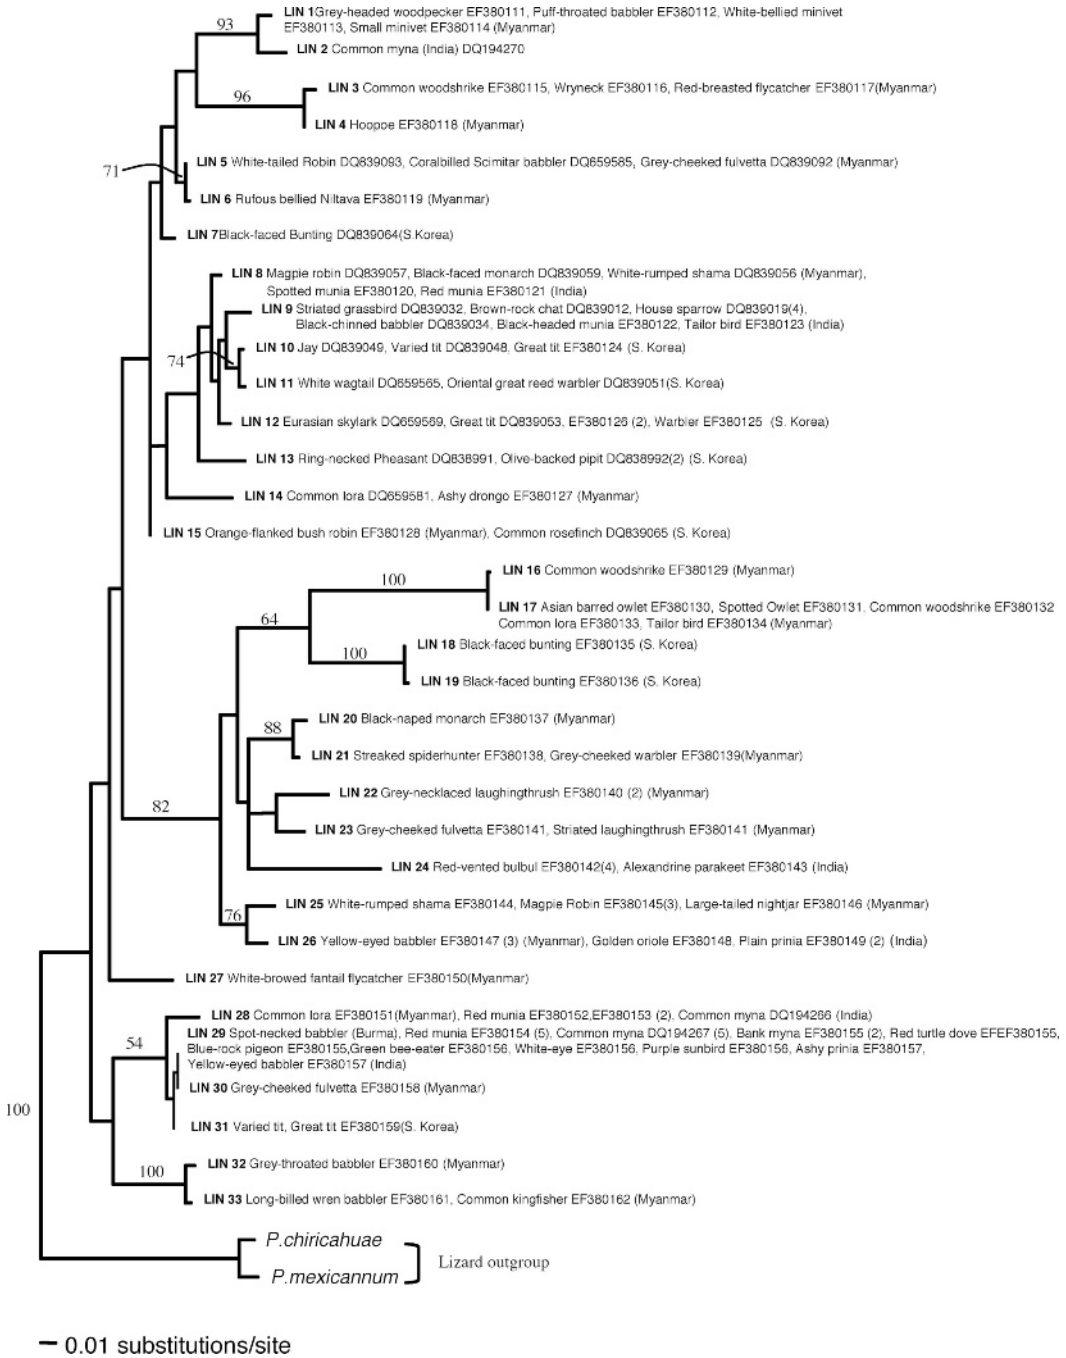 93
LIN 1Grey-headed woodpecker EF380111, Puff-throated babbler EF380112, White-bellied minivet
EF380113, Small minivet EF380114 (Myanmar)
LIN 2 Common myna (India) DQ194270
96
LIN 3 Common woodshrike EF380115, Wryneck EF380116, Red-breasted flycatcher EF380117(Myanmar)
LIN 4 Hoopoe EF380118 (Myanmar)
71
LIN 5 White-tailed Robin DQ839093, Coralbilled Scimitar babbler DQ659585, Grey-cheeked fulvetta DQ839092 (Myanmar)
LIN 6 Rufous bellied Niltava EF380119 (Myanmar)
LIN 7Black-faced Bunting DQ839064(S.Korea)
LIN 8 Magpie robin DQ839057, Black-faced monarch DQ839059, White-rumped shama DQ839056 (Myanmar),
Spotted munia EF380120, Red munia EF380121 (India)
LIN 9 Striated grassbird DQ839032, Brown-rock chat DQ839012, House sparrow DQ839019(4),
Black-chinned babbler DQ839034, Black-headed munia EF380122, Tailor bird EF380123 (India)
74
LIN 10 Jay DQ839049, Varied tit DQ839048, Great tit EF380124 (S. Korea)
LIN 11 White wagtail DQ659565, Oriental great reed warbler DQ839051(S. Korea)
LIN 12 Eurasian skylark DQ659569, Great tit DQ839053, EF380126 (2), Warbler EF380125 (S. Korea)
LIN 13 Ring-necked Pheasant DQ838991, Olive-backed pipit DQ838992(2) (S. Korea)
LIN 14 Common Iora DQ659581, Ashy drongo EF380127 (Myanmar)
LIN 15 Orange-flanked bush robin EF380128 (Myanmar), Common rosefinch DQ839065 (S. Korea)
100
LIN 16 Common woodshrike EF380129 (Myanmar)
LIN 17 Asian barred owlet EF380130, Spotted Owlet EF380131, Common woodshrike EF380132
Common Iora EF380133, Tailor bird EF380134 (Myanmar)
64
100
LIN 18 Black-faced bunting EF380135 (S. Korea)
LIN 19 Black-faced bunting EF380136 (S. Korea)
88
LIN 20 Black-naped monarch EF380137 (Myanmar)
LIN 21 Streaked spiderhunter EF380138, Grey-cheeked warbler EF380139(Myanmar)
82
LIN 22 Grey-necklaced laughingthrush EF380140 (2) (Myanmar)
LIN 23 Grey-cheeked fulvetta EF380141, Striated laughingthrush EF380141 (Myanmar)
LIN 24 Red-vented bulbul EF380142(4), Alexandrine parakeet EF380143 (India)
76
LIN 25 White-rumped shama EF380144, Magpie Robin EF380145(3), Large-tailed nightjar EF380146 (Myanmar)
LIN 26 Yellow-eyed babbler EF380147 (3) (Myanmar), Golden oriole EF380148, Plain prinia EF380149 (2) (India)
LIN 27 White-browed fantail flycatcher EF380150(Myanmar)
54
LIN 28 Common Iora EF380151(Myanmar), Red munia EF380152,EF380153 (2), Common myna DQ194266 (India)
LIN 29 Spot-necked babbler (Burma), Red munia EF380154 (5), Common myna DQ194267 (5), Bank myna EF380155 (2), Red turtle dove EFEF380155,
Blue-rock pigeon EF380155,Green bee-eater EF380156, White-eye EF380156, Purple sunbird EF380156, Ashy prinia EF380157,
Yellow-eyed babbler EF380157 (India)
LIN 30 Grey-cheeked fulvetta EF380158 (Myanmar)
100
LIN 31 Varied tit, Great tit EF380159(S. Korea)
100
LIN 32 Grey-throated babbler EF380160 (Myanmar)
LIN 33 Long-billed wren babbler EF380161, Common kingfisher EF380162 (Myanmar)
P.chiricahuae
Lizard outgroup
P.mexicannum
0.01 substitutions/site